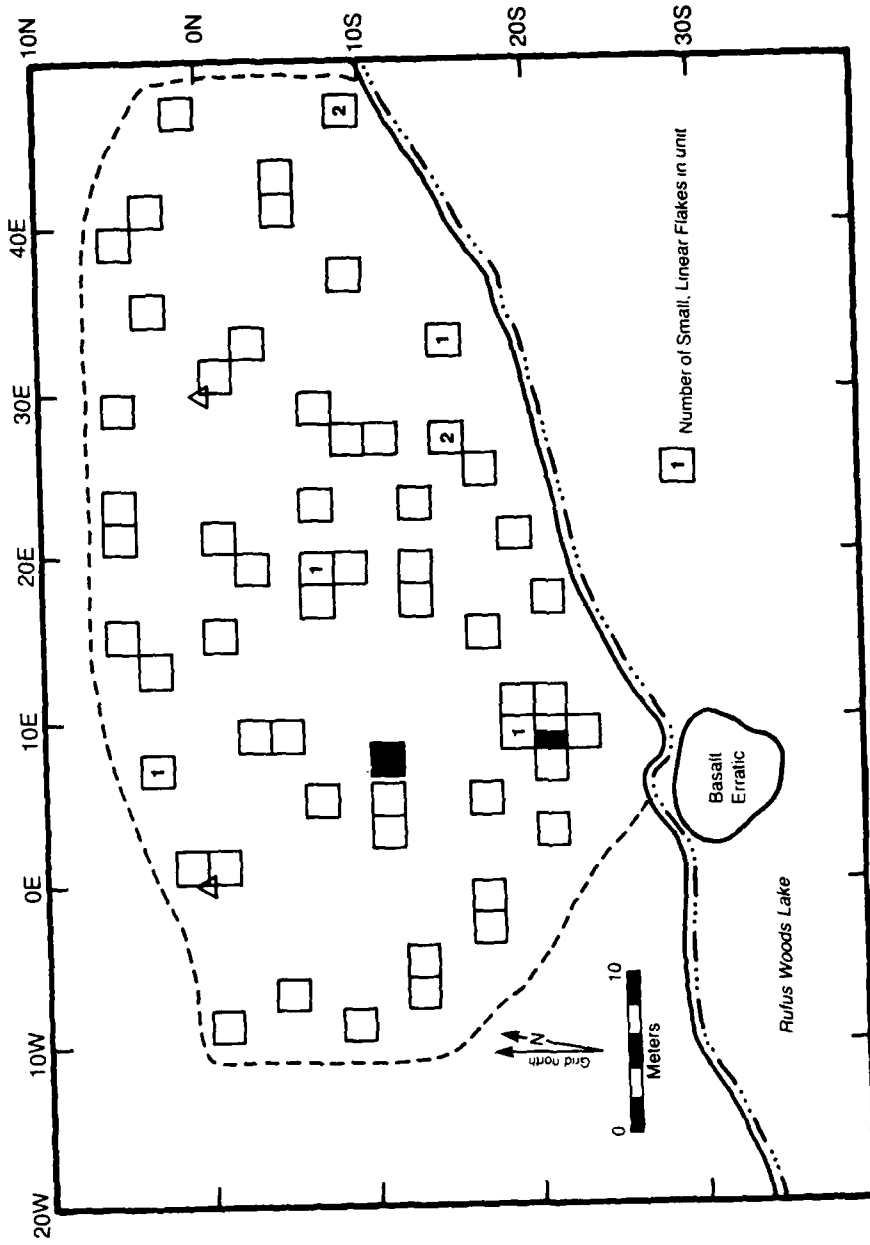 20W
10W
0E
10E
20E
30E
40E
10N
0N
10S
20S
30S
1
1
1
2
1
2
1 Number of Small, Linear Flakes in unit
Grid north
N
0 10
Meters
Basalt
Erratic
Rufus Woods Lake